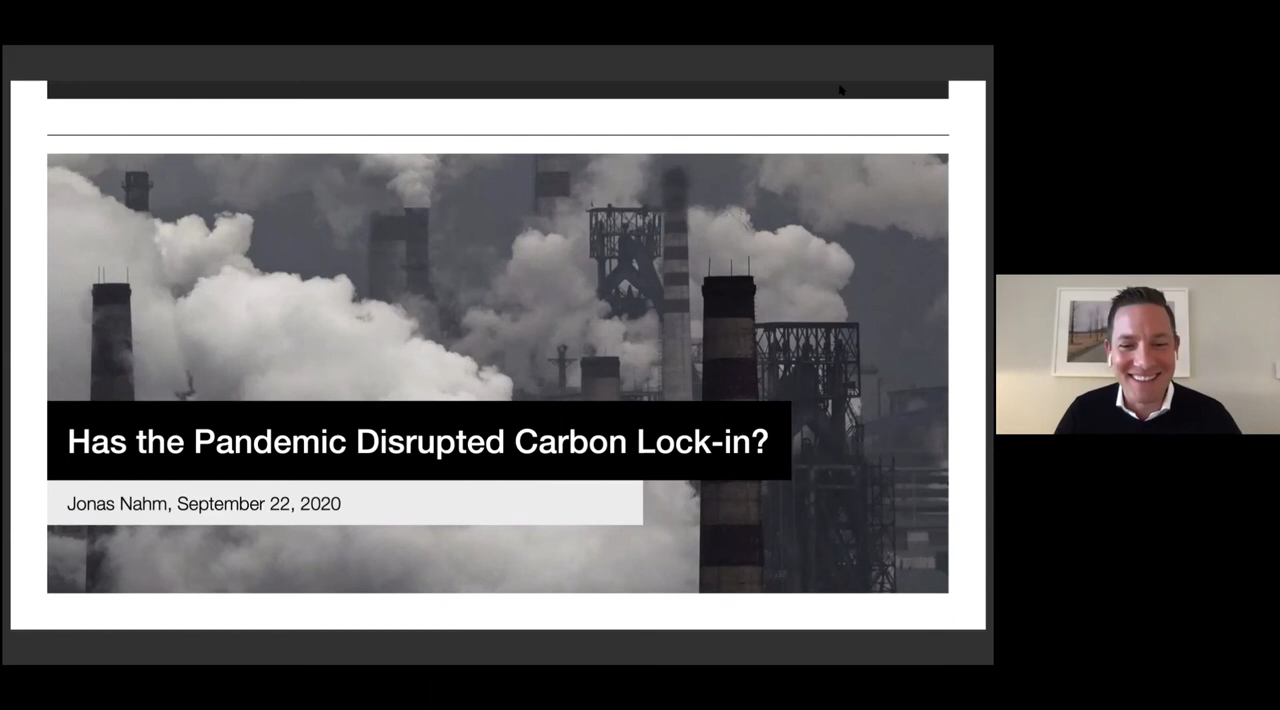 Has the Pandemic Disrupted Carbon Lock-in?
Jonas Nahm, September 22, 2020